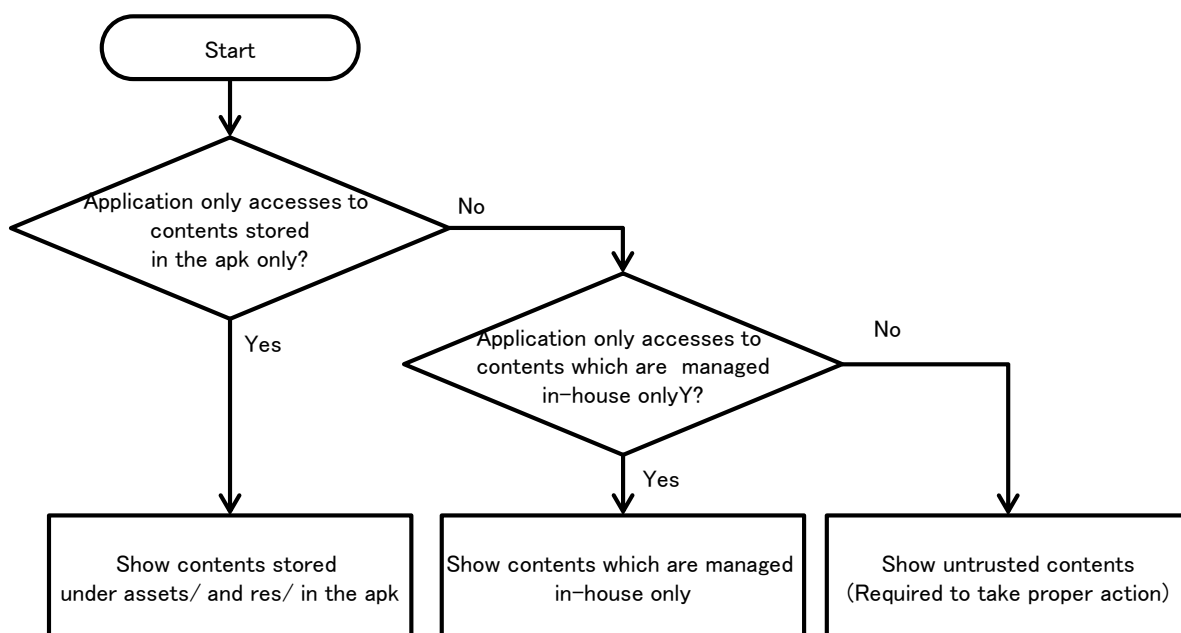 Start
Application only accesses to
contents stored
in the apk only?
No
Yes
Application only accesses to
contents which are  managed
in-house onlyY?
No
Yes
Show contents stored
under assets/ and res/ in the apk
Show contents which are managed
in-house only
Show untrusted contents
(Required to take proper action)